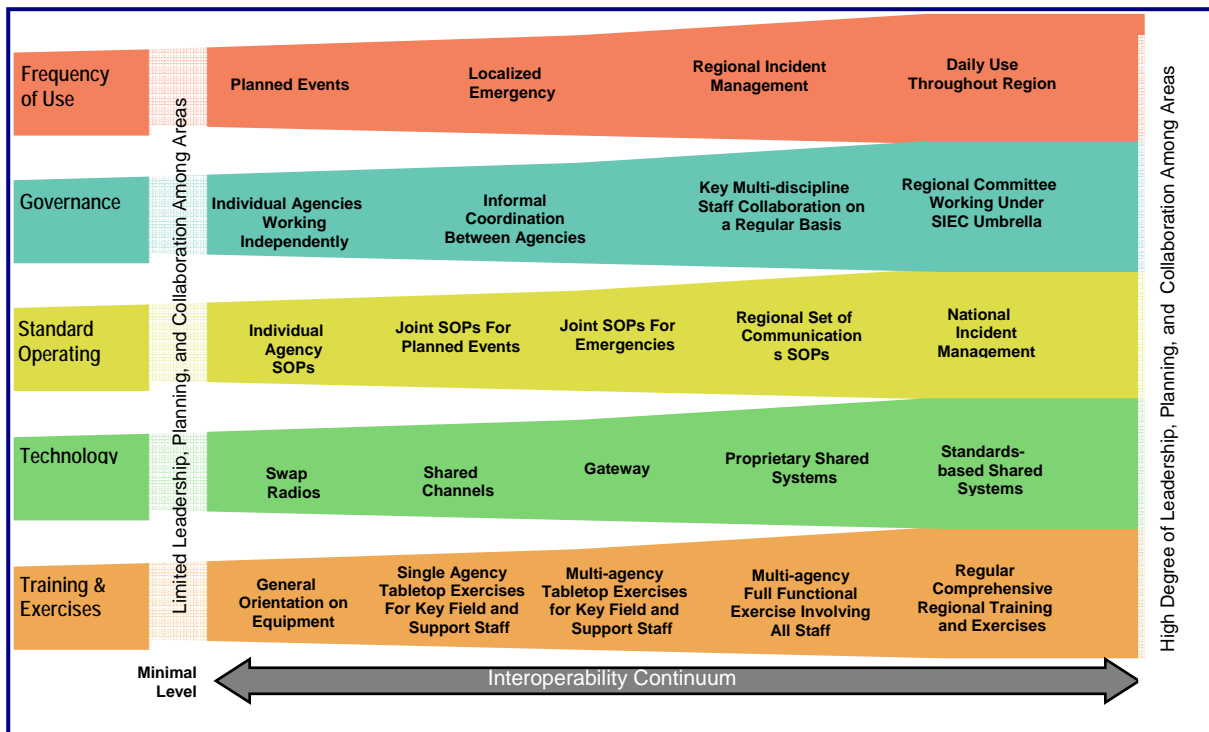 Frequency
of Use
Planned Events
Localized
Emergency
Regional Incident
Management
Daily Use
Throughout Region
Governance
Individual Agencies
Working
Independently
Informal
Coordination
Between Agencies
Key Multi-discipline
Staff Collaboration on
a Regular Basis
Regional Committee
Working Under
SIEC Umbrella
Standard
Operating
Individual
Agency
SOPs
Joint SOPs For
Planned Events
Joint SOPs For
Emergencies
Regional Set of
Communication
s SOPs
National
Incident
Management
Technology
Swap
Radios
Shared
Channels
Gateway
Proprietary Shared
Systems
Standards-
based Shared
Systems
Training &
Exercises
General
Orientation on
Equipment
Single Agency
Tabletop Exercises
For Key Field and
Support Staff
Multi-agency
Tabletop Exercises
for Key Field and
Support Staff
Multi-agency
Full Functional
Exercise Involving
All Staff
Regular
Comprehensive
Regional Training
and Exercises
Limited Leadership, Planning, and Collaboration Among Areas
High Degree of Leadership, Planning, and Collaboration Among Areas
Minimal
Level
Interoperability Continuum